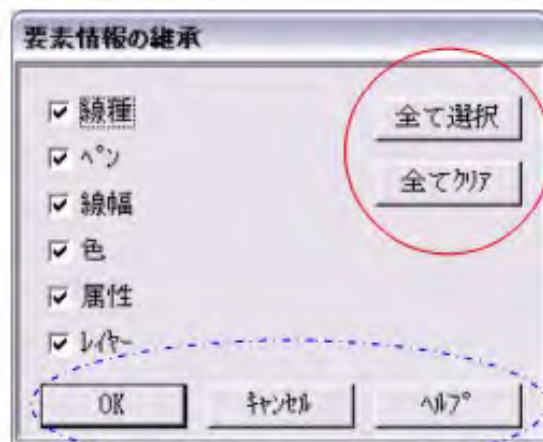 要素情報の継承
線種
ﾍﾟﾝ
線幅
色
属性
ﾚｲﾔｰ
全て選択
全てｸﾘｱ
OK ｷｬﾝｾﾙ ﾍﾙﾌﾟ